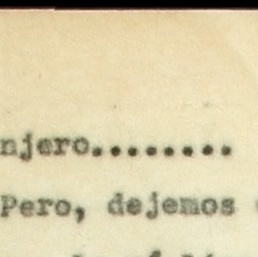 njero........
Pero, dejemos